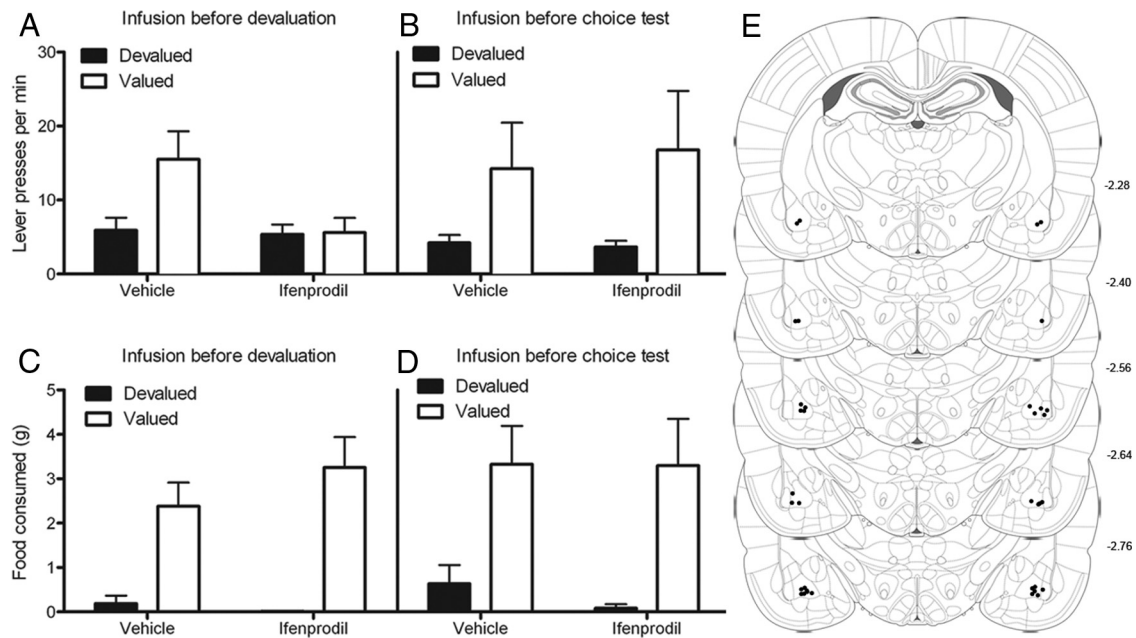 A
Infusion before devaluation
B
Infusion before choice test
E
Devalued
Valued
Devalued
Valued
Lever presses per min
30
20
10
0
Vehicle
Ifenprodil
Vehicle
Ifenprodil
C
Infusion before devaluation
D
Infusion before choice test
Devalued
Valued
Devalued
Valued
Food consumed (g)
5
4
3
2
1
0
Vehicle
Ifenprodil
Vehicle
Ifenprodil
-2.28
-2.40
-2.56
-2.64
-2.76